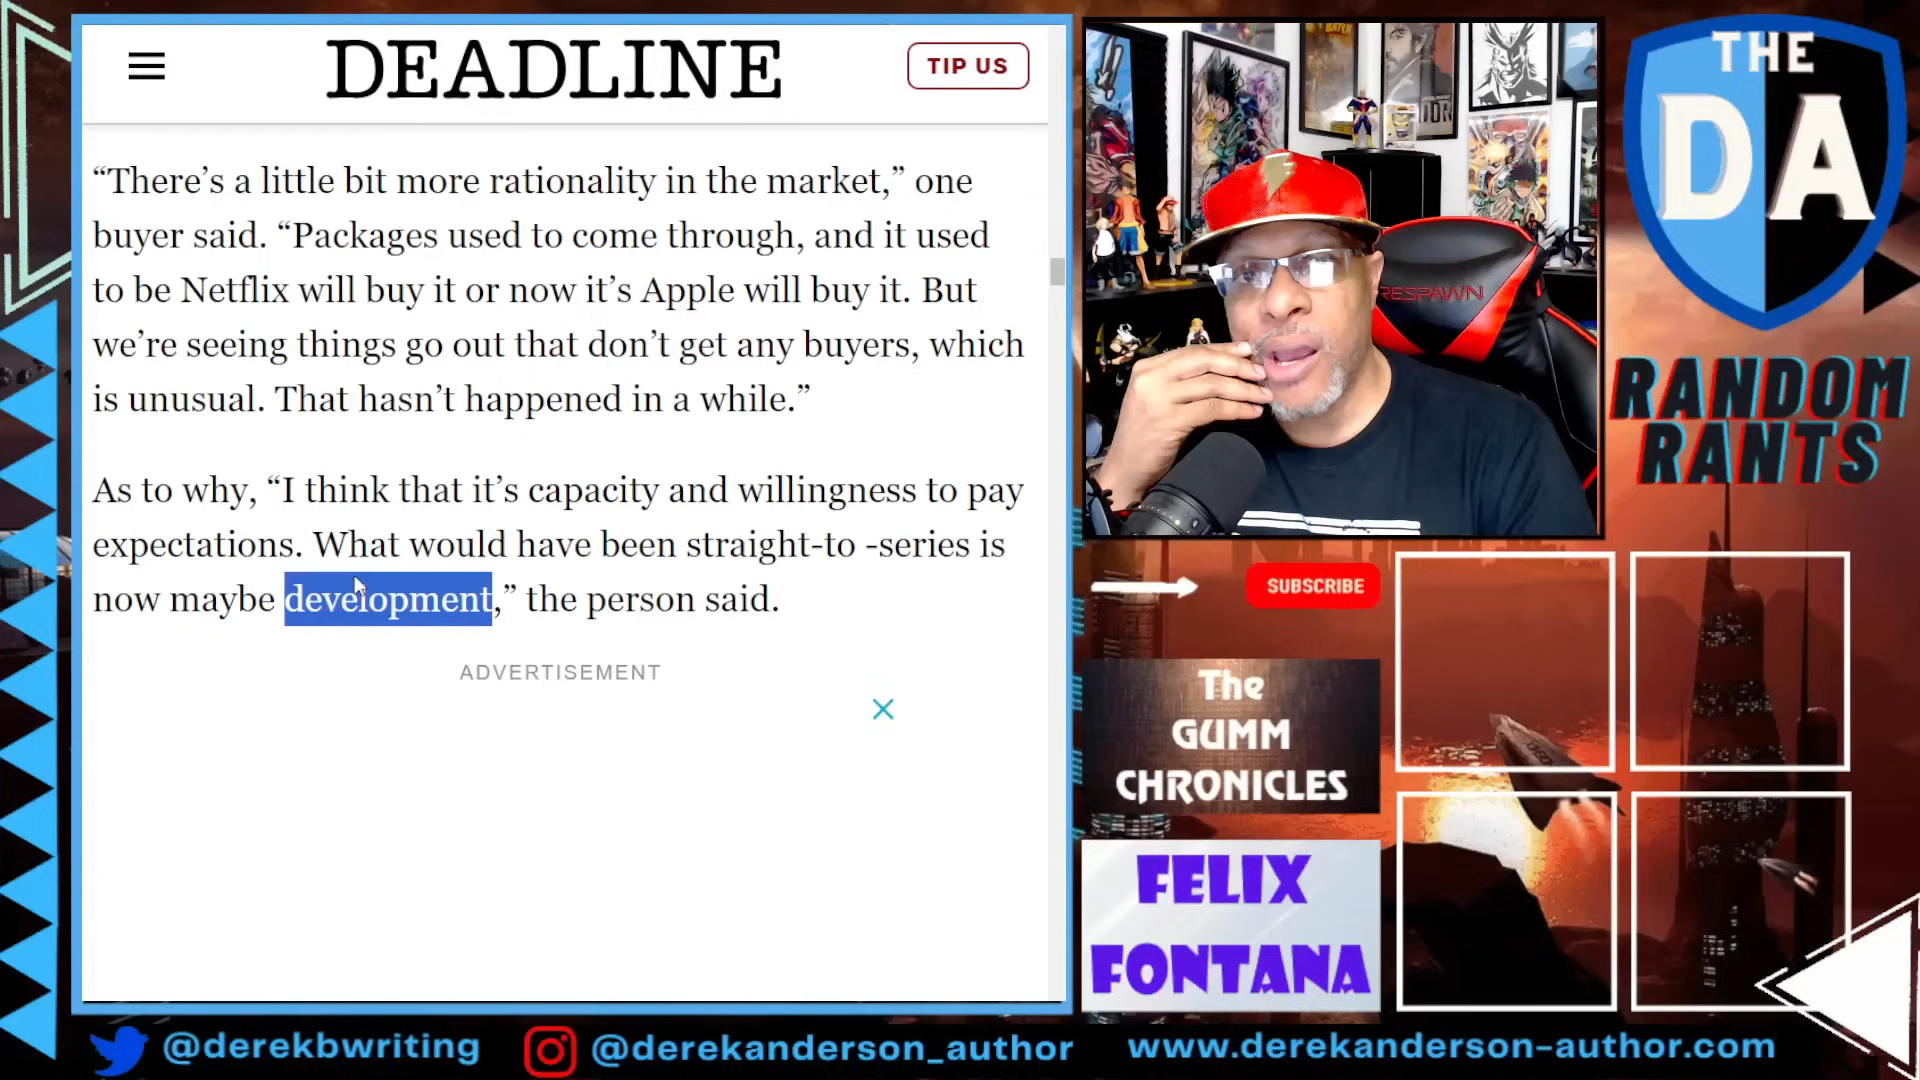 DEADLINE
TIP US
“There’s a little bit more rationality in the market,” one
buyer said. “Packages used to come through, and it used
to be Netflix will buy it or now it’s Apple will buy it. But
we’re seeing things go out that don’t get any buyers, which
is unusual. That hasn’t happened in a while.”
As to why, “I think that it’s capacity and willingness to pay
expectations. What would have been straight-to -series is
now maybe development,” the person said.
ADVERTISEMENT
RESPAWN
THE
DA
RANDOM
RANTS
SUBSCRIBE
The
GUMM
CHRONICLES
FELIX
FONTANA
@derekbwriting
@derekanderson_author
www.derekanderson-author.com